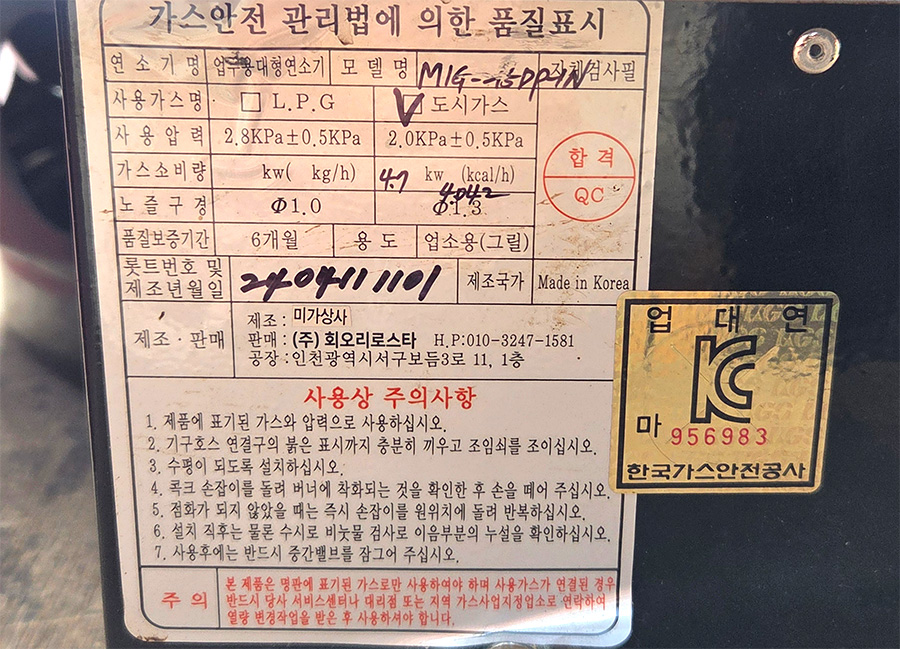 가스안전 관리법에 의한 품질표시
연소기명 업무용대형연소기 모델명 자체검사필
사용가스명 □ L.P.G ☑ 도시가스
사용압력 2.8KPa±0.5KPa 2.0KPa±0.5KPa
가스소비량 kw( kg/h) 4.7 kw (kcal/h)
4.042
노즐구경 Φ1.0 Φ1.3
합격
QC
품질보증기간 6개월 용도 업소용(그릴)
롯트번호 및
제조년월일 2404111101 제조국가 Made in Korea
제조·판매
제조 : 미가상사
판매 : (주) 회오리로스타 H.P:010-3247-1581
공장 : 인천광역시서구보듬3로 11, 1층
사용상 주의사항
1. 제품에 표기된 가스와 압력으로 사용하십시오.
2. 기구호스 연결구의 붉은 표시까지 충분히 끼우고 조임쇠를 조이십시오.
3. 수평이 되도록 설치하십시오.
4. 콕크 손잡이를 돌려 버너에 착화되는 것을 확인한 후 손을 떼어 주십시오.
5. 점화가 되지 않았을 때는 즉시 손잡이를 원위치에 돌려 반복하십시오.
6. 설치 직후는 물론 수시로 비눗물 검사로 이음부분의 누설을 확인하십시오.
7. 사용후에는 반드시 중간밸브를 잠그어 주십시오.
주의
본 제품은 명판에 표기된 가스로만 사용하여야 하며 사용가스가 연결된 경우
반드시 당사 서비스센터나 대리점 또는 지역 가스사업지정업소로 연락하여
열량 변경작업을 받은 후 사용하셔야 합니다.
업 대 연
KC
마 956983
한국가스안전공사